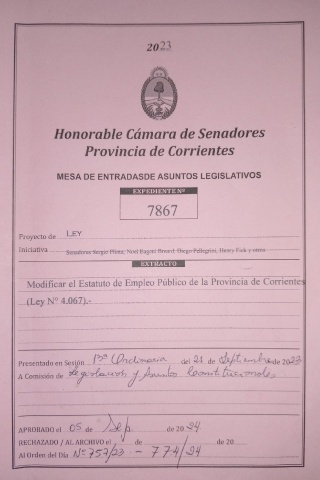 2023
Honorable Cámara de Senadores
Provincia de Corrientes
MESA DE ENTRADASDE ASUNTOS LEGISLATIVOS
EXPEDIENTE Nº
7867
Proyecto de LEY
Iniciativa Senadores Sergio Flinta, Noel Eugenio Breard, Diego Pellegrini, Henry Fick y otros
EXTRACTO
Modificar el Estatuto de Empleo Público de la Provincia de Corrientes
(Ley N° 4.067).-
Presentado en Sesión 13ª Ordinaria del 21 de Septiembre de 2023
A Comisión de Legislación y Asuntos Constitucionales
APROBADO el 05 de Sep de 2024
RECHAZADO / AL ARCHIVO el de de 20
Al Orden del Día Nº 757/23 - 774/24